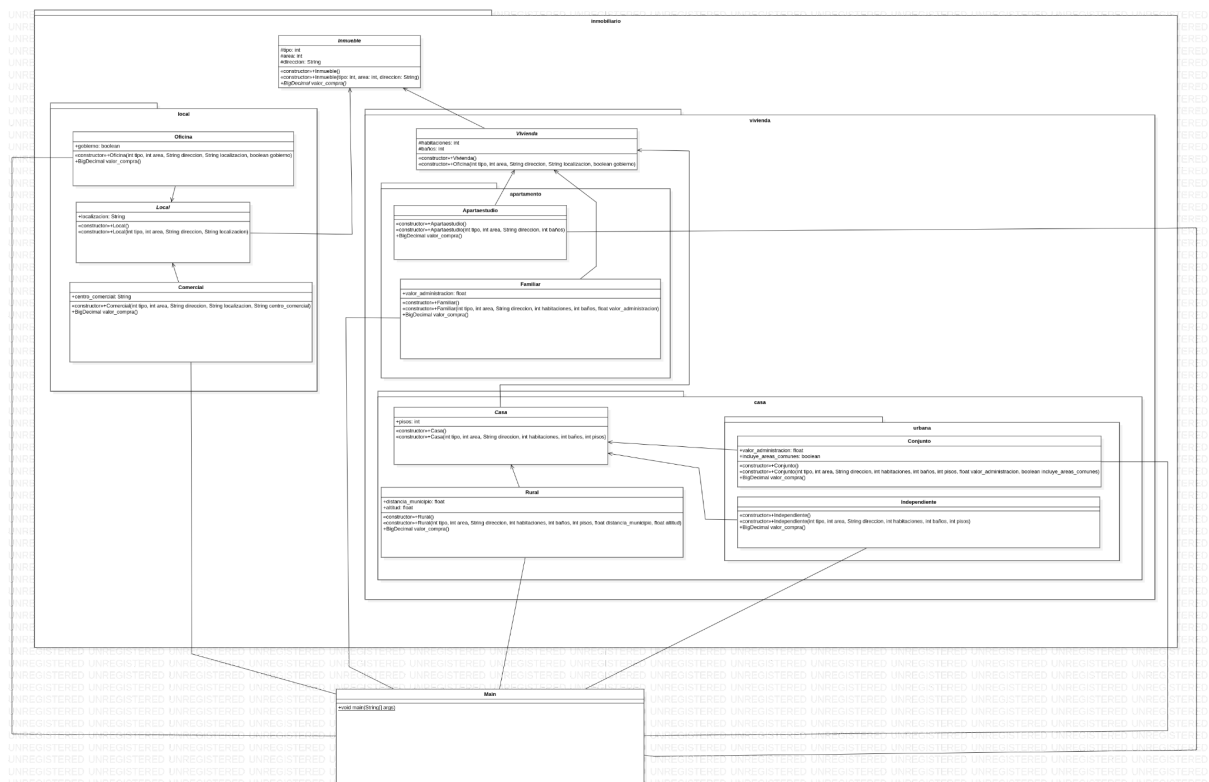 inmobiliario
Inmueble
#tipo: int
#area: int
#direccion: String
«constructor»+Inmueble()
«constructor»+Inmueble(tipo: int, area: int, direccion: String)
+BigDecimal valor_compra()
local
Oficina
+gobierno: boolean
«constructor»+Oficina(int tipo, int area, String direccion, String localizacion, boolean gobierno)
+BigDecimal valor_compra()
Local
+localizacion: String
«constructor»+Local()
«constructor»+Local(int tipo, int area, String direccion, String localizacion)
Comercial
+centro_comercial: String
«constructor»+Comercial(int tipo, int area, String direccion, String localizacion, String centro_comercial)
+BigDecimal valor_compra()
vivienda
Vivienda
#habitaciones: int
#baños: int
«constructor»+Vivienda()
«constructor»+Oficina(int tipo, int area, String direccion, String localizacion, boolean gobierno)
apartamento
Apartaestudio
«constructor»+Apartaestudio()
«constructor»+Apartaestudio(int tipo, int area, String direccion, int baños)
+BigDecimal valor_compra()
Familiar
+valor_administracion: float
«constructor»+Familiar()
«constructor»+Familiar(int tipo, int area, String direccion, int habitaciones, int baños, float valor_administracion)
+BigDecimal valor_compra()
casa
Casa
+pisos: int
«constructor»+Casa()
«constructor»+Casa(int tipo, int area, String direccion, int habitaciones, int baños, int pisos)
Rural
+distancia_municipio: float
+altitud: float
«constructor»+Rural()
«constructor»+Rural(int tipo, int area, String direccion, int habitaciones, int baños, int pisos, float distancia_municipio, float altitud)
+BigDecimal valor_compra()
urbana
Conjunto
+valor_administracion: float
+incluye_areas_comunes: boolean
«constructor»+Conjunto()
«constructor»+Conjunto(int tipo, int area, String direccion, int habitaciones, int baños, int pisos, float valor_administracion, boolean incluye_areas_comunes)
+BigDecimal valor_compra()
Independiente
«constructor»+Independiente()
«constructor»+Independiente(int tipo, int area, String direccion, int habitaciones, int baños, int pisos)
+BigDecimal valor_compra()
Main
+void main(String[] args)
UNREGISTERED